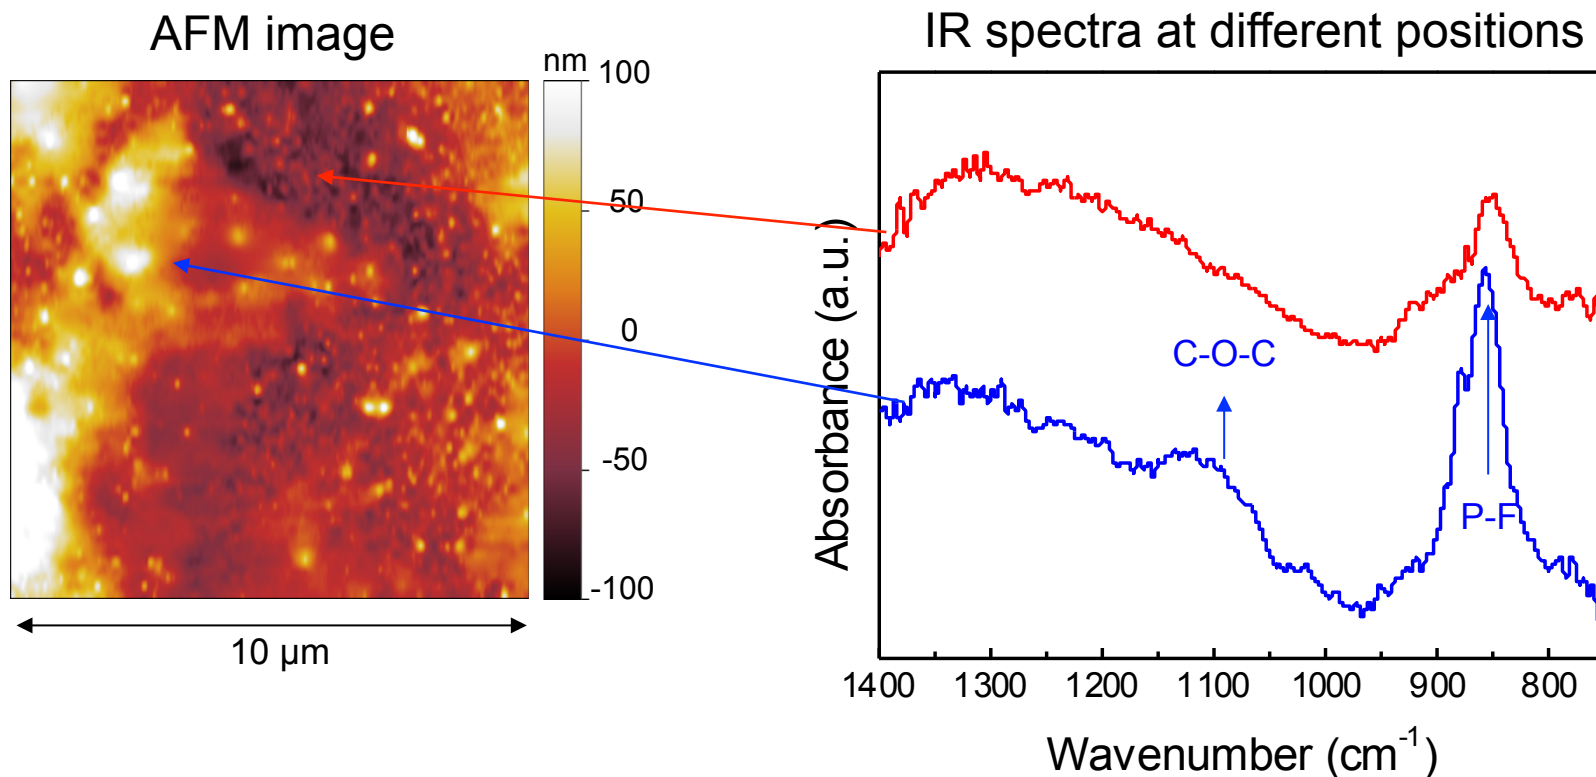 AFM image
nm
100
50
0
-50
-100
10 µm
IR spectra at different positions
Absorbance (a.u.)
C-O-C
P-F
1400 1300 1200 1100 1000 900 800
Wavenumber (cm⁻¹)